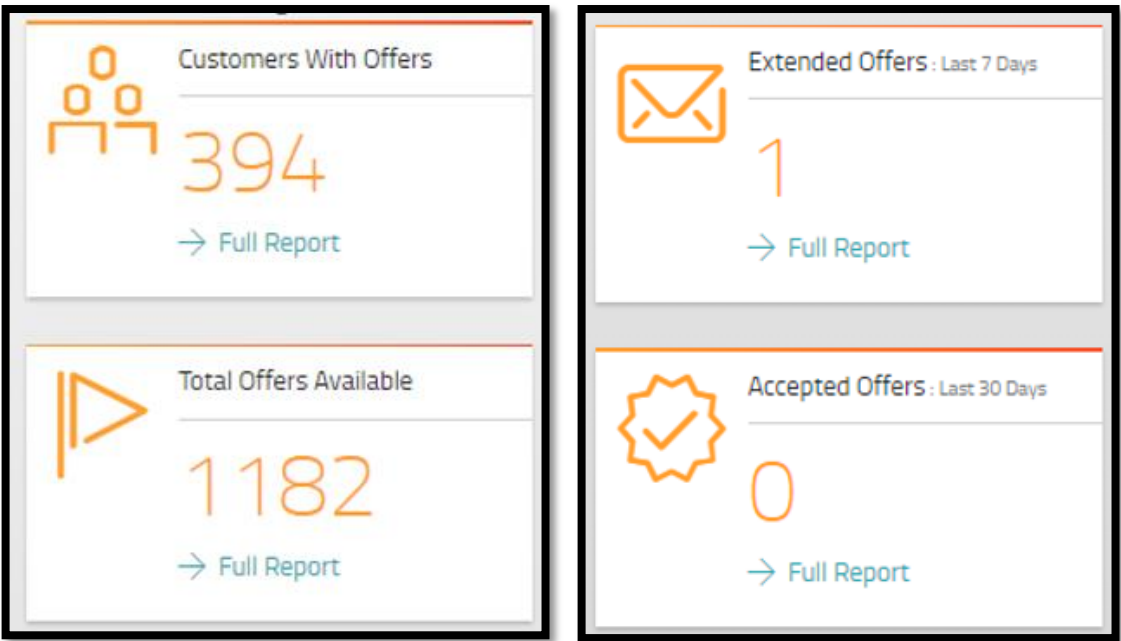 Customers With Offers
394
→ Full Report
Total Offers Available
1182
→ Full Report
Extended Offers : Last 7 Days
1
→ Full Report
Accepted Offers : Last 30 Days
0
→ Full Report